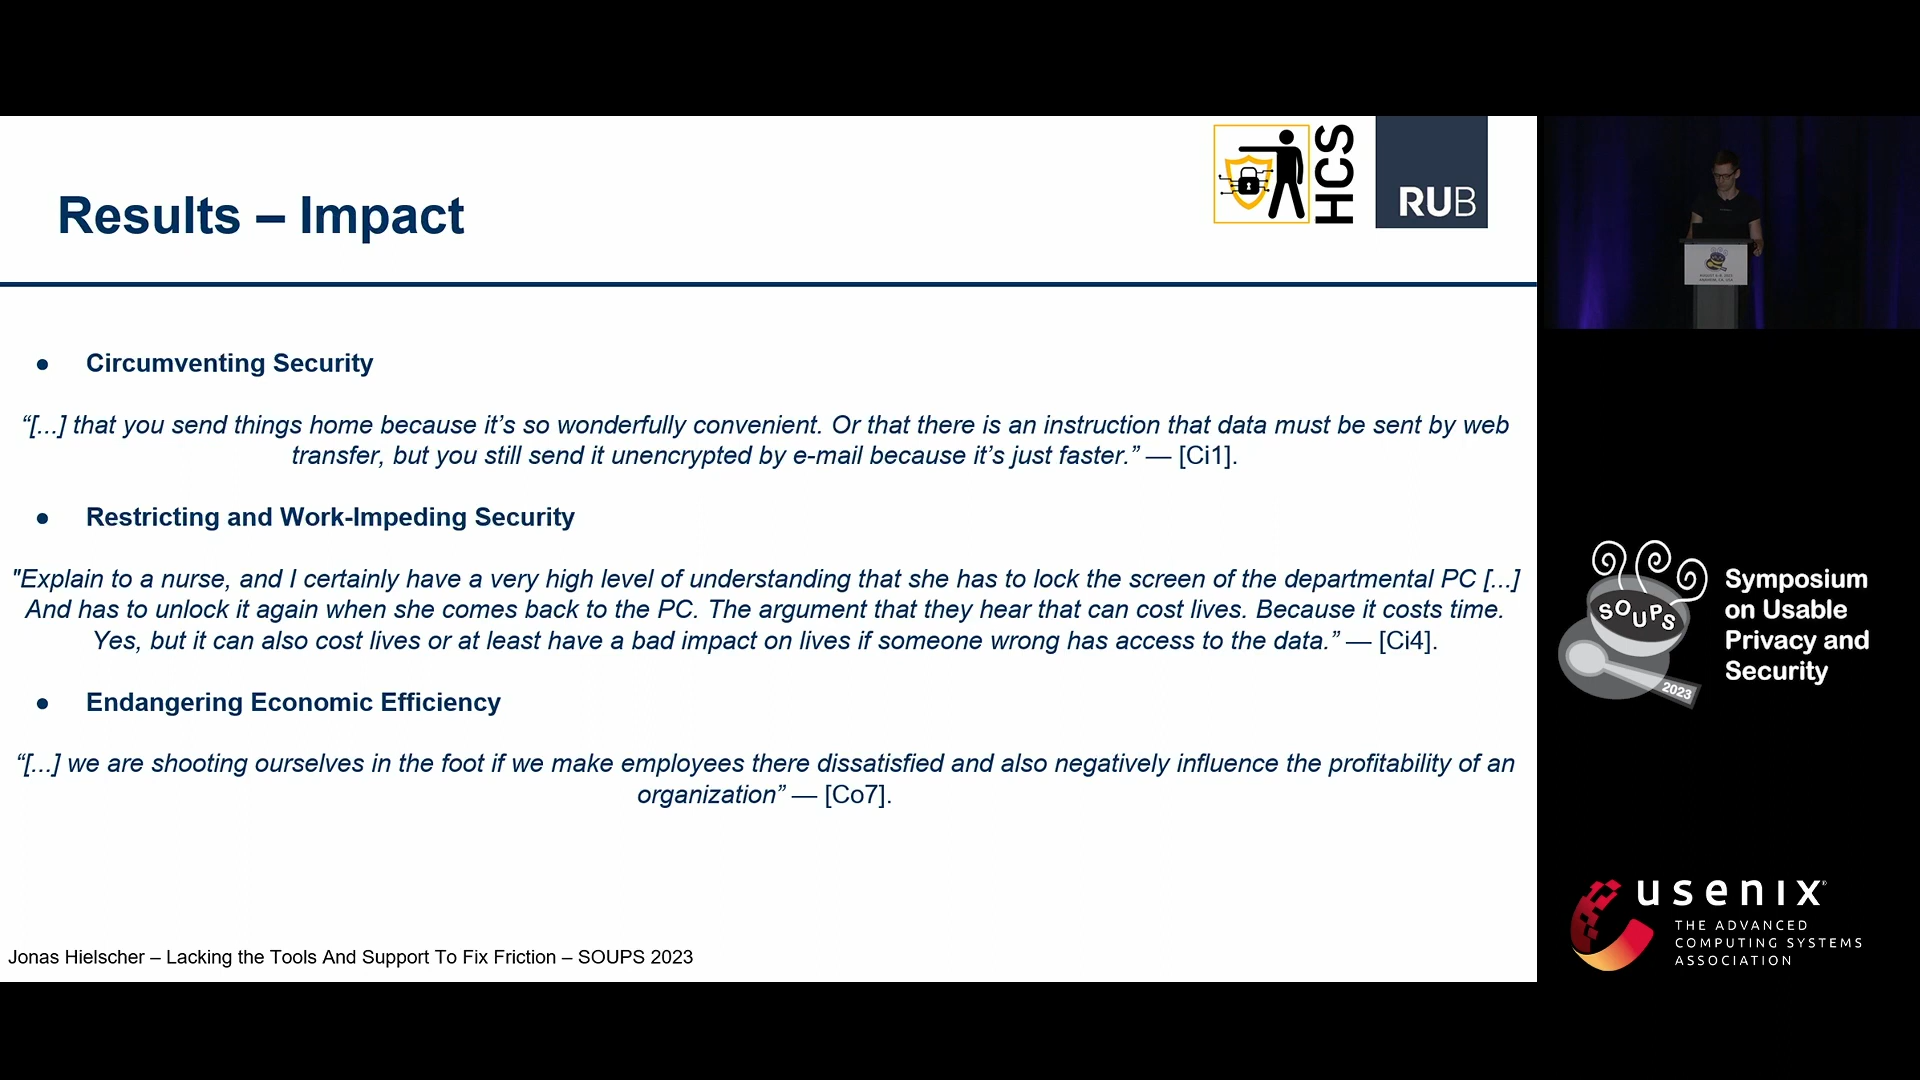 Results – Impact
HCS
RUB
● Circumventing Security
“[...] that you send things home because it’s so wonderfully convenient. Or that there is an instruction that data must be sent by web
transfer, but you still send it unencrypted by e-mail because it’s just faster.” — [Ci1].
● Restricting and Work-Impeding Security
"Explain to a nurse, and I certainly have a very high level of understanding that she has to lock the screen of the departmental PC [...]
And has to unlock it again when she comes back to the PC. The argument that they hear that can cost lives. Because it costs time.
Yes, but it can also cost lives or at least have a bad impact on lives if someone wrong has access to the data.” — [Ci4].
● Endangering Economic Efficiency
“[...] we are shooting ourselves in the foot if we make employees there dissatisfied and also negatively influence the profitability of an
organization” — [Co7].
Jonas Hielscher – Lacking the Tools And Support To Fix Friction – SOUPS 2023
SOUPS
2023
Symposium
on Usable
Privacy and
Security
usenix®
THE ADVANCED
COMPUTING SYSTEMS
ASSOCIATION